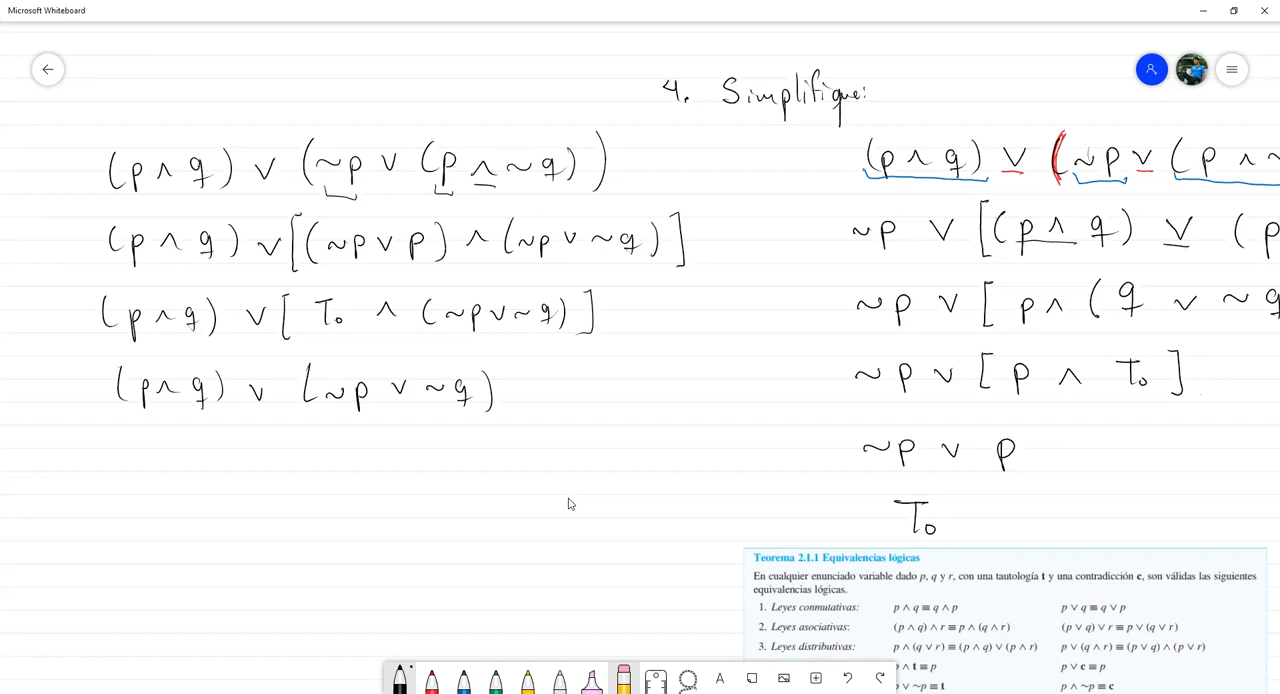 Microsoft Whiteboard
4. Simplifique:
(p ∧ q) ∨ (~p ∨ (p ∧ ~q))
(p ∧ q) ∨ [(~p ∨ p) ∧ (~p ∨ ~q)]
(p ∧ q) ∨ [ T₀ ∧ (~p ∨ ~q)]
(p ∧ q) ∨ (~p ∨ ~q)
(p ∧ q) ∨ (~p ∨ (p ∧ ~
~p ∨ [(p ∧ q) ∨ (p
~p ∨ [ p ∧ (q ∨ ~q
~p ∨ [ p ∧ T₀ ]
~p ∨ p
T₀
Teorema 2.1.1 Equivalencias lógicas
En cualquier enunciado variable dado p, q y r, con una tautología t y una contradicción c, son válidas las siguientes
equivalencias lógicas.
1. Leyes conmutativas: p ∧ q ≡ q ∧ p p ∨ q ≡ q ∨ p
2. Leyes asociativas: (p ∧ q) ∧ r ≡ p ∧ (q ∧ r) (p ∨ q) ∨ r ≡ p ∨ (q ∨ r)
3. Leyes distributivas: p ∧ (q ∨ r) ≡ (p ∧ q) ∨ (p ∧ r) p ∨ (q ∧ r) ≡ (p ∨ q) ∧ (p ∨ r)
p ∧ t ≡ p p ∨ c ≡ p
p ∨ ~p ≡ t p ∧ ~p ≡ c
A